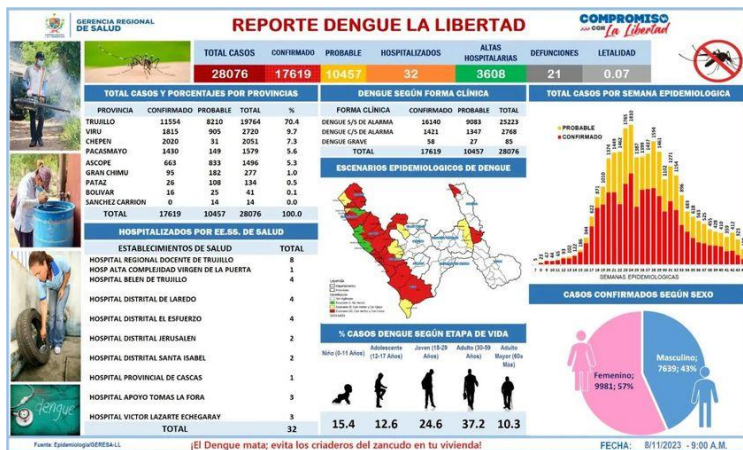 GERENCIA REGIONAL
DE SALUD
REPORTE DENGUE LA LIBERTAD
COMPROMISO
CON La Libertad
TOTAL CASOS CONFIRMADO PROBABLE HOSPITALIZADOS ALTAS HOSPITALARIAS DEFUNCIONES LETALIDAD
28076 17619 10457 32 3608 21 0.07
TOTAL CASOS Y PORCENTAJES POR PROVINCIAS
PROVINCIA CONFIRMADO PROBABLE TOTAL %
TRUJILLO 11554 8210 19764 70.4
VIRU 1815 905 2720 9.7
CHEPEN 2020 31 2051 7.3
PACASMAYO 1430 149 1579 5.6
ASCOPE 663 833 1496 5.3
GRAN CHIMU 95 182 277 1.0
PATAZ 26 108 134 0.5
BOLIVAR 16 25 41 0.1
SANCHEZ CARRION 0 14 14 0.0
TOTAL 17619 10457 28076 100.0
HOSPITALIZADOS POR EE.SS. DE SALUD
ESTABLECIMIENTOS DE SALUD TOTAL
HOSPITAL REGIONAL DOCENTE DE TRUJILLO 8
HOSP ALTA COMPLEJIDAD VIRGEN DE LA PUERTA 1
HOSPITAL BELEN DE TRUJILLO 4
HOSPITAL DISTRITAL DE LAREDO 4
HOSPITAL DISTRITAL EL ESFUERZO 4
HOSPITAL DISTRITAL JERUSALEN 2
HOSPITAL DISTRITAL SANTA ISABEL 2
HOSPITAL PROVINCIAL DE CASCAS 1
HOSPITAL APOYO TOMAS LA FORA 3
HOSPITAL VICTOR LAZARTE ECHEGARAY 3
TOTAL 32
dengue
DENGUE SEGÚN FORMA CLÍNICA
FORMA CLÍNICA CONFIRMADO PROBABLE TOTAL
DENGUE S/S DE ALARMA 16140 9083 25223
DENGUE C/S DE ALARMA 1421 1347 2768
DENGUE GRAVE 58 27 85
17619 10457 28076
ESCENARIOS EPIDEMIOLOGICOS DE DENGUE
% CASOS DENGUE SEGÚN ETAPA DE VIDA
Niño (0-11 Años) Adolescente (12-17 Años) Joven (18-29 Años) Adulto (30-59 Años) Adulto Mayor (60a Mas)
15.4 12.6 24.6 37.2 10.3
TOTAL CASOS POR SEMANA EPIDEMIOLOGICA
PROBABLE
CONFIRMADO
SEMANAS EPIDEMIOLOGICAS
CASOS CONFIRMADOS SEGÚN SEXO
Femenino;
9981; 57%
Masculino;
7639; 43%
Fuente: Epidemiología/GERESA-LL
¡El Dengue mata; evita los criaderos del zancudo en tu vivienda!
FECHA: 8/11/2023 - 9:00 A.M.